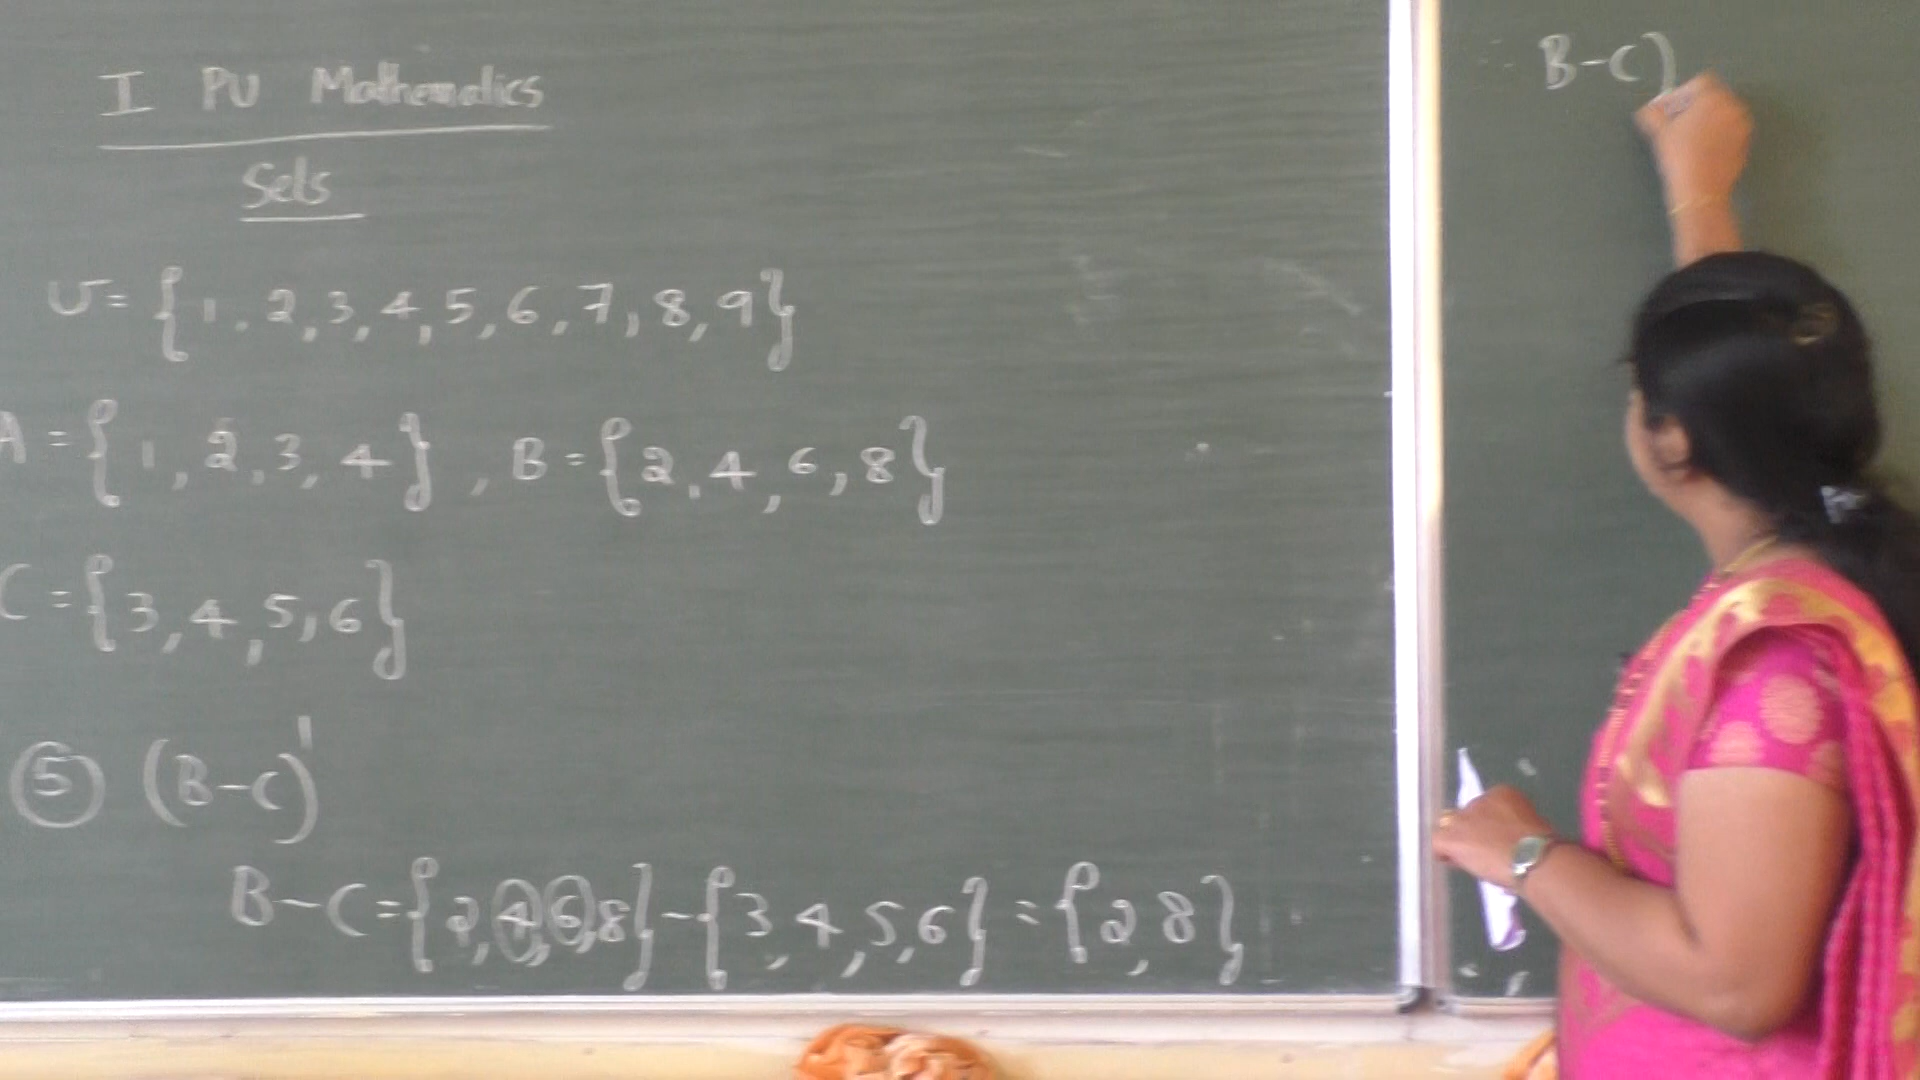 I PU Mathematics
Sets
U = {1, 2, 3, 4, 5, 6, 7, 8, 9}
A = {1, 2, 3, 4}, B = {2, 4, 6, 8}
C = {3, 4, 5, 6}
⑤ (B-C)'
B-C = {2, 4, 6, 8} - {3, 4, 5, 6} = {2, 8}
∴ B-C)